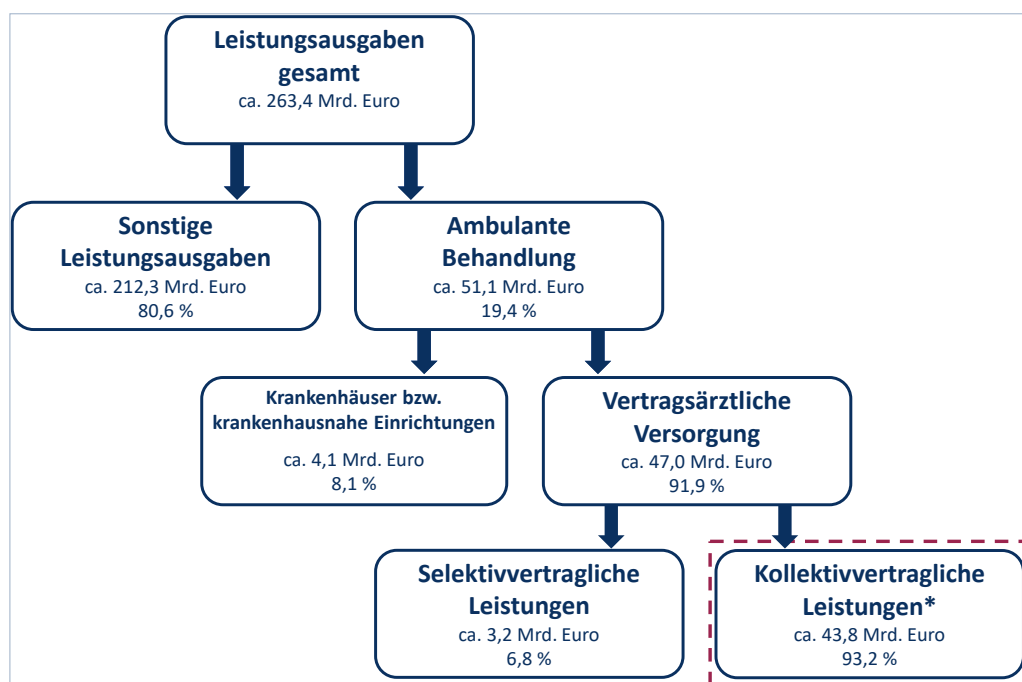 Leistungsausgaben
gesamt
ca. 263,4 Mrd. Euro
Sonstige
Leistungsausgaben
ca. 212,3 Mrd. Euro
80,6 %
Ambulante
Behandlung
ca. 51,1 Mrd. Euro
19,4 %
Krankenhäuser bzw.
krankenhausnahe Einrichtungen
ca. 4,1 Mrd. Euro
8,1 %
Vertragsärztliche
Versorgung
ca. 47,0 Mrd. Euro
91,9 %
Selektivvertragliche
Leistungen
ca. 3,2 Mrd. Euro
6,8 %
Kollektivvertragliche
Leistungen*
ca. 43,8 Mrd. Euro
93,2 %